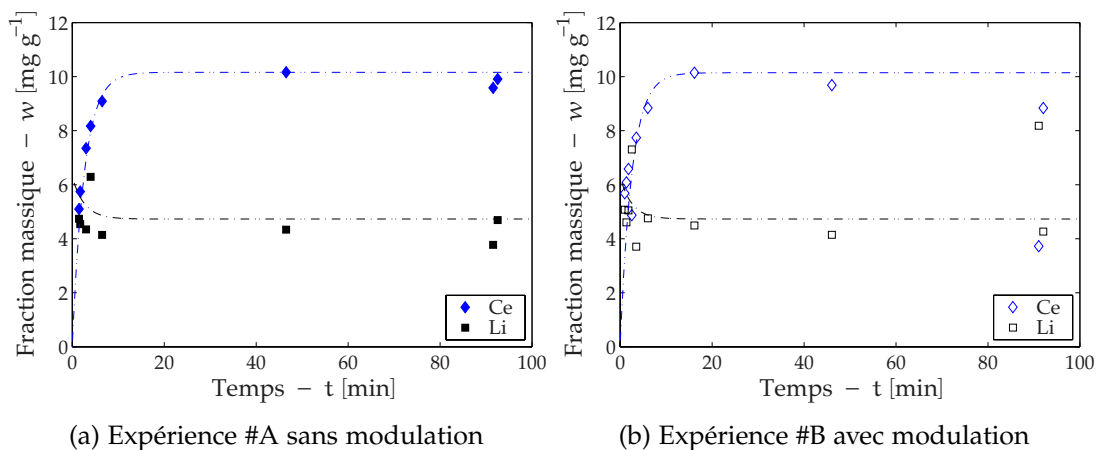 12
10
8
6
4
2
0
Fraction massique − w [mg g⁻¹]
Ce
Li
0 20 40 60 80 100
Temps − t [min]
(a) Expérience #A sans modulation
12
10
8
6
4
2
0
Fraction massique − w [mg g⁻¹]
Ce
Li
0 20 40 60 80 100
Temps − t [min]
(b) Expérience #B avec modulation